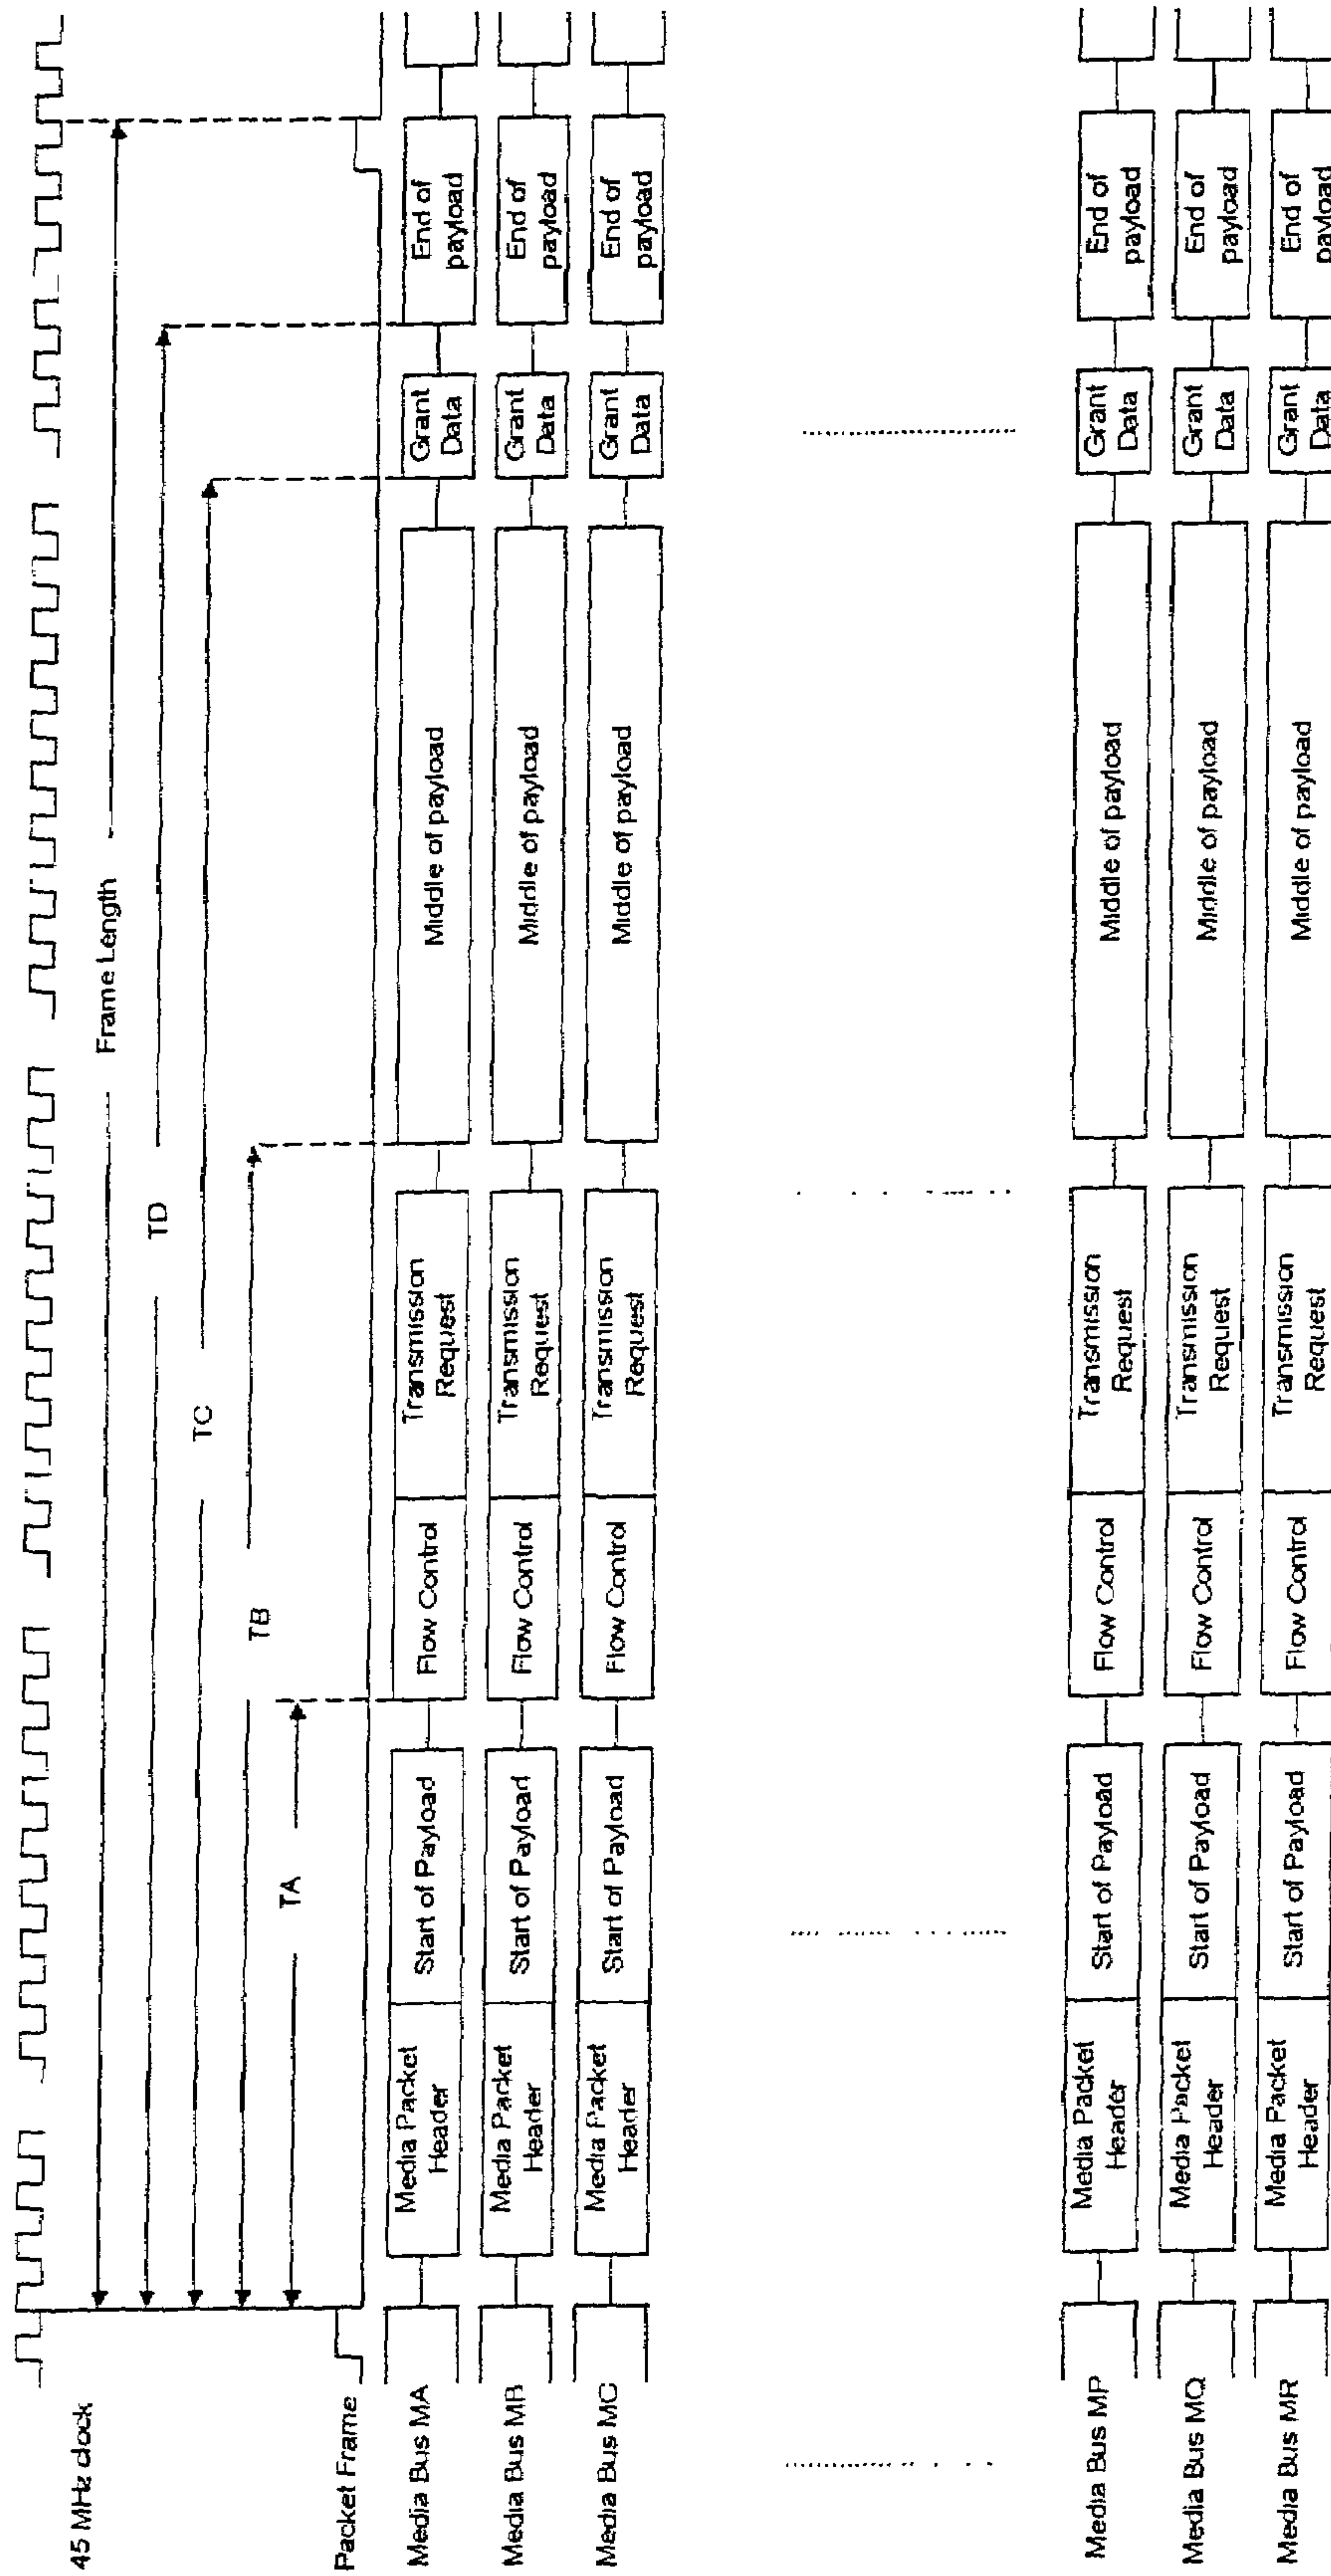 45 MHz clock
Frame Length
TD
TC
TB
TA
Packet Frame
Media Bus MA
Media Packet
Header
Start of Payload
Flow Control
Transmission
Request
Middle of payload
Grant
Data
End of
payload
Media Bus MB
Media Packet
Header
Start of Payload
Flow Control
Transmission
Request
Middle of payload
Grant
Data
End of
payload
Media Bus MC
Media Packet
Header
Start of Payload
Flow Control
Transmission
Request
Middle of payload
Grant
Data
End of
payload
Media Bus MP
Media Packet
Header
Start of Payload
Flow Control
Transmission
Request
Middle of payload
Grant
Data
End of
payload
Media Bus MQ
Media Packet
Header
Start of Payload
Flow Control
Transmission
Request
Middle of payload
Grant
Data
End of
payload
Media Bus MR
Media Packet
Header
Start of Payload
Flow Control
Transmission
Request
Middle of payload
Grant
Data
End of
payload